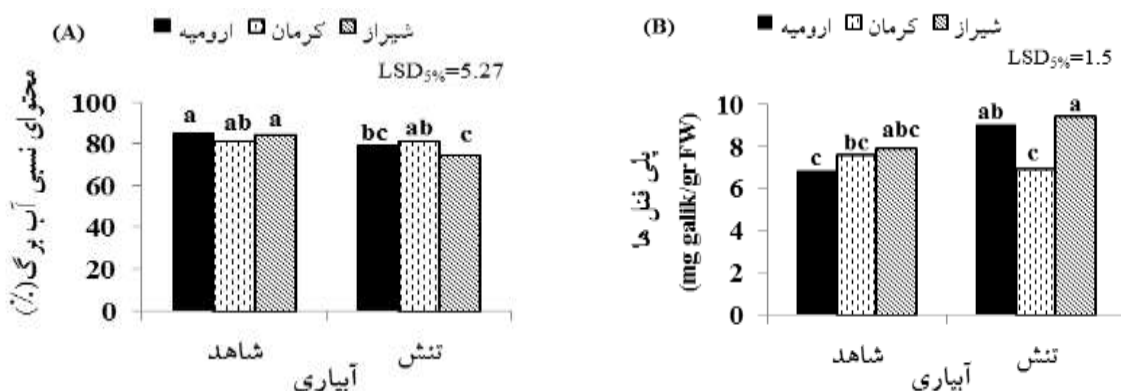 (A)
ارومیه کرمان شیراز
LSD5%=5.27
محتوای نسبی آب برگ(%)
100
80
60
40
20
0
a ab a bc ab c
شاهد تنش
آبیاری
(B)
ارومیه کرمان شیراز
LSD5%=1.5
پلی فنل ها
(mg galik/gr FW)
10
8
6
4
2
0
c bc abc ab c a
شاهد تنش
آبیاری